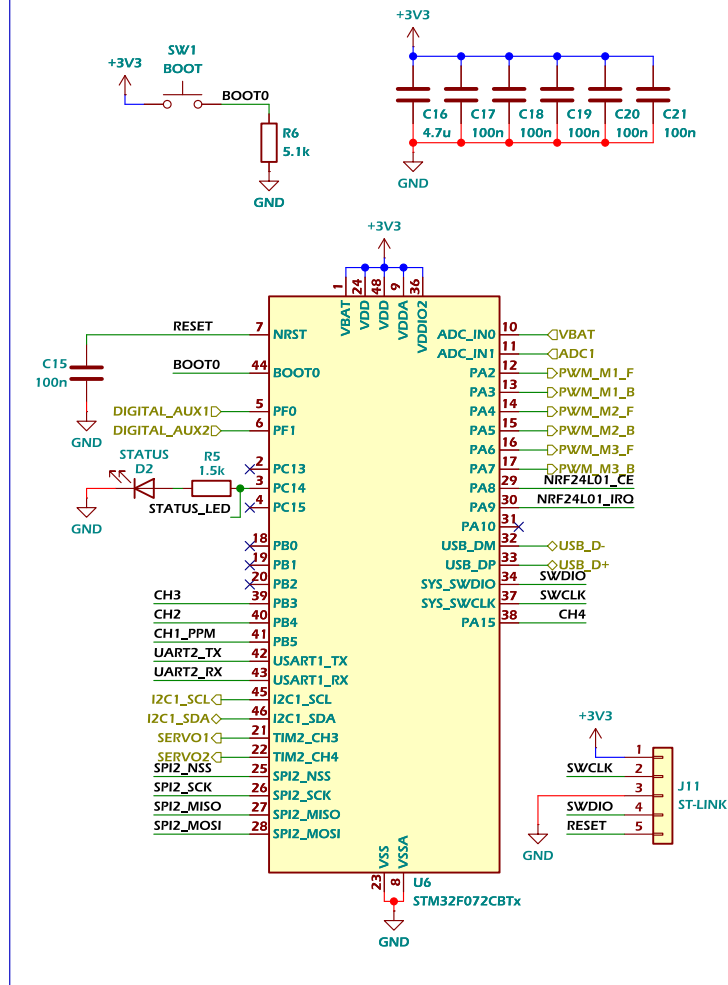 +3V3
SW1
BOOT
+3V3
BOOT0
R6
5.1k
GND
C16
4.7u
C17
100n
C18
100n
C19
100n
C20
100n
C21
100n
GND
+3V3
1
24
48
9
36
VBAT
VDD
VDD
VDDA
VDDIO2
RESET
7
NRST
C15
100n
GND
BOOT0
44
BOOT0
DIGITAL_AUX1
5
PF0
DIGITAL_AUX2
6
PF1
STATUS
D2
R5
1.5k
GND
STATUS_LED
2
PC13
3
PC14
4
PC15
18
PB0
19
PB1
20
PB2
CH3
39
PB3
CH2
40
PB4
CH1_PPM
41
PB5
UART2_TX
42
USART1_TX
UART2_RX
43
USART1_RX
I2C1_SCL
45
I2C1_SCL
I2C1_SDA
46
I2C1_SDA
SERVO1
21
TIM2_CH3
SERVO2
22
TIM2_CH4
SPI2_NSS
25
SPI2_NSS
SPI2_SCK
26
SPI2_SCK
SPI2_MISO
27
SPI2_MISO
SPI2_MOSI
28
SPI2_MOSI
ADC_IN0
10
VBAT
ADC_IN1
11
ADC1
PA2
12
PWM_M1_F
PA3
13
PWM_M1_B
PA4
14
PWM_M2_F
PA5
15
PWM_M2_B
PA6
16
PWM_M3_F
PA7
17
PWM_M3_B
PA8
29
NRF24L01_CE
PA9
30
NRF24L01_IRQ
PA10
31
USB_DM
32
USB_D-
USB_DP
33
USB_D+
SYS_SWDIO
34
SWDIO
SYS_SWCLK
37
SWCLK
PA15
38
CH4
VSS
VSSA
23
8
U6
STM32F072CBTx
GND
+3V3
1
SWCLK
2
3
SWDIO
4
RESET
5
GND
J11
ST-LINK